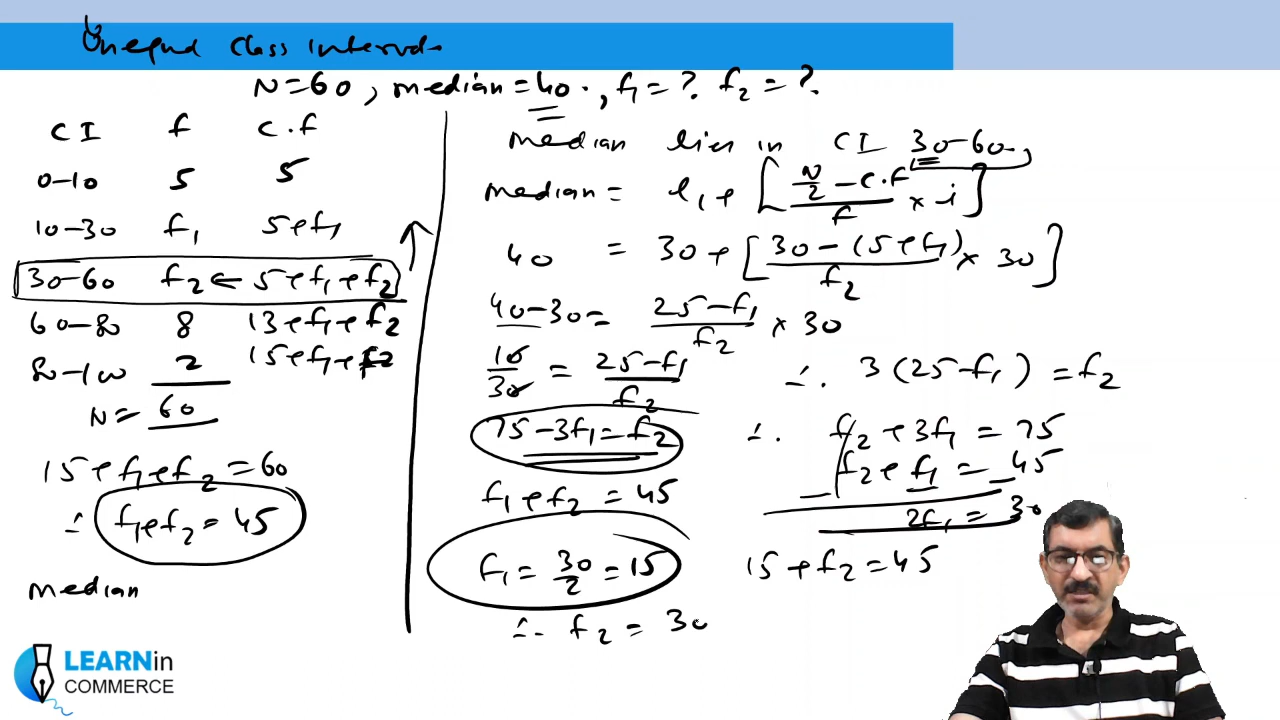 Unequal class intervals
N=60, median = 40., f1 = ? f2 = ?
CI f c.f
0-10 5 5
10-30 f1 5+f1
30-60 f2 ← 5+f1+f2
60-80 8 13+f1+f2
80-100 2 15+f1+f2
N= 60
15+f1+f2 = 60
∴ f1+f2 = 45
median
median lies in CI 30-60,
median = l1 + [N/2 - c.f / f × i]
40 = 30 + [30 - (5+f1) / f2 × 30]
40-30 = 25-f1 / f2 × 30
10/30 = 25-f1 / f2
∴ 3(25-f1) = f2
75-3f1 = f2
∴ f2+3f1 = 75
f2+f1 = 45
2f1 = 30
f1+f2 = 45
f1 = 30/2 = 15
15+f2 = 45
∴ f2 = 30
LEARNin
COMMERCE